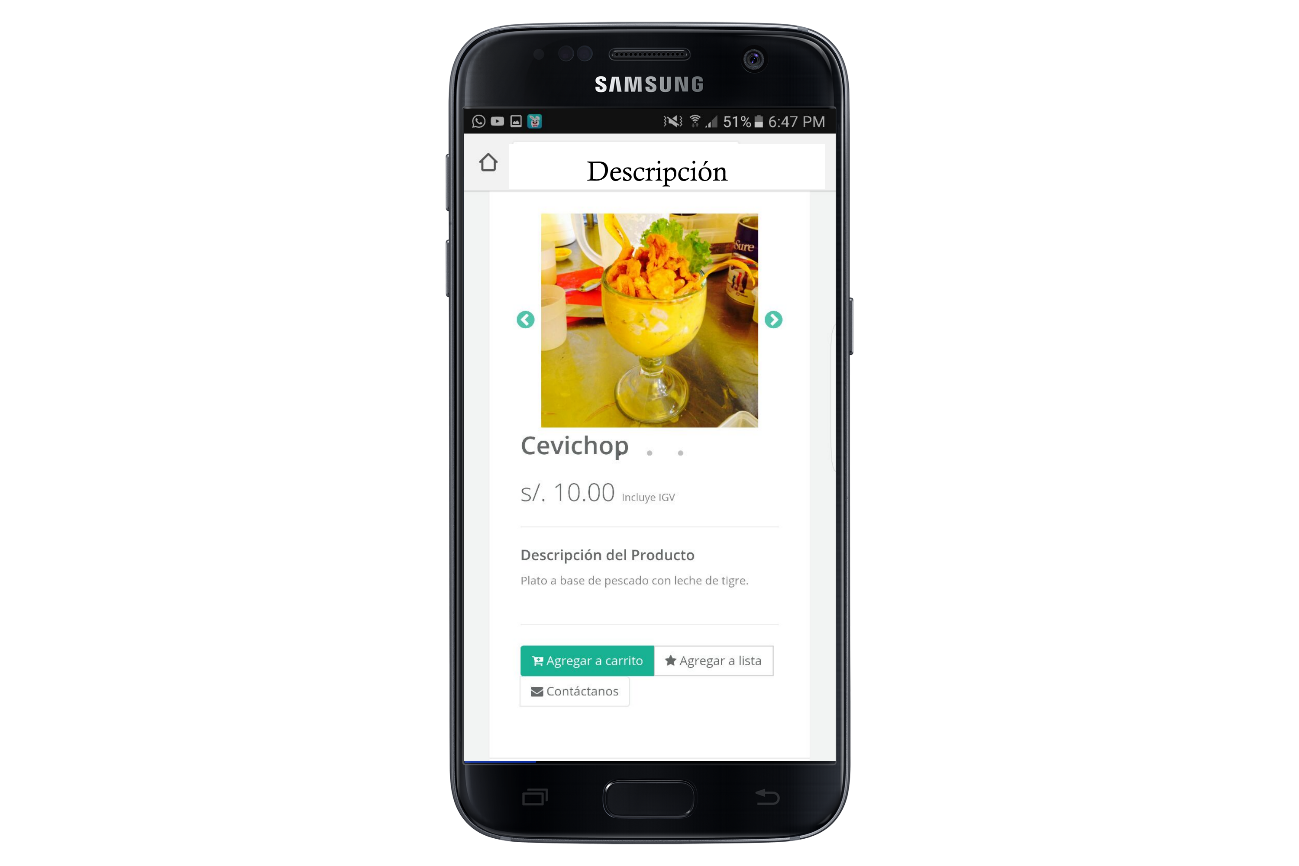 SAMSUNG
51% 6:47 PM
Descripción
Sure
Cevichop
s/. 10.00 Incluye IGV
Descripción del Producto
Plato a base de pescado con leche de tigre.
Agregar a carrito Agregar a lista
Contáctanos